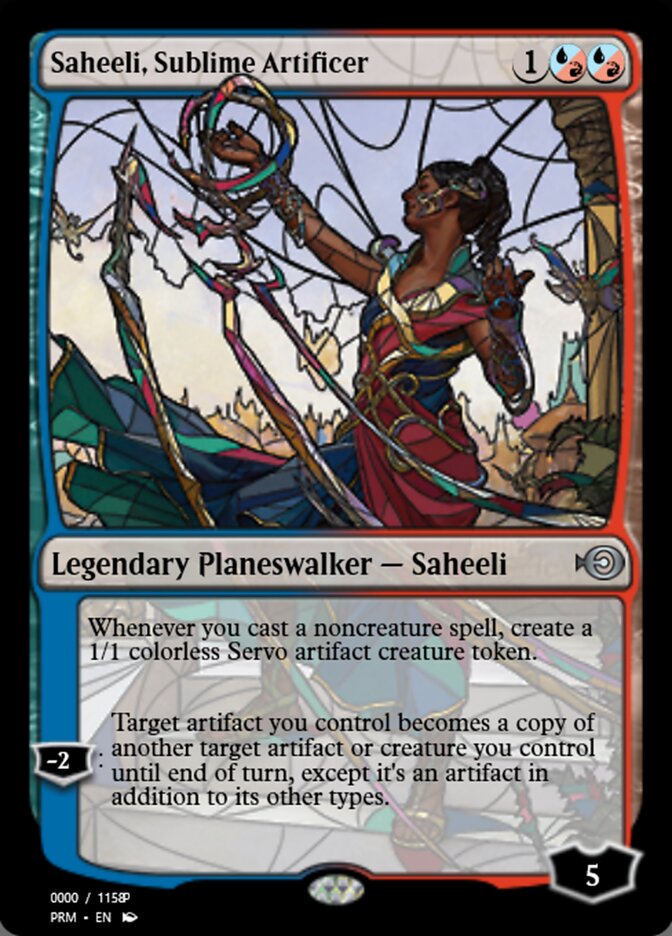 Saheeli, Sublime Artificer 1
Legendary Planeswalker — Saheeli
Whenever you cast a noncreature spell, create a
1/1 colorless Servo artifact creature token.
Target artifact you control becomes a copy of
−2 : another target artifact or creature you control
until end of turn, except it's an artifact in
addition to its other types.
5
0000 / 1158P
PRM • EN